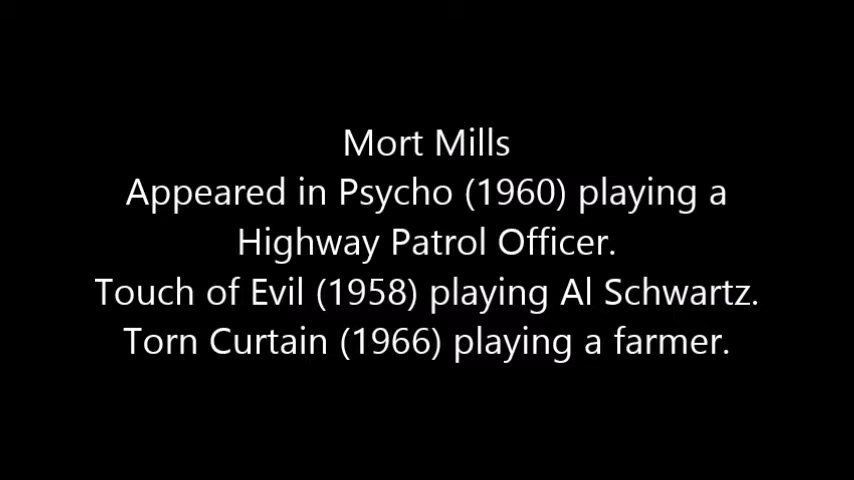 Mort Mills
Appeared in Psycho (1960) playing a
Highway Patrol Officer.
Touch of Evil (1958) playing Al Schwartz.
Torn Curtain (1966) playing a farmer.